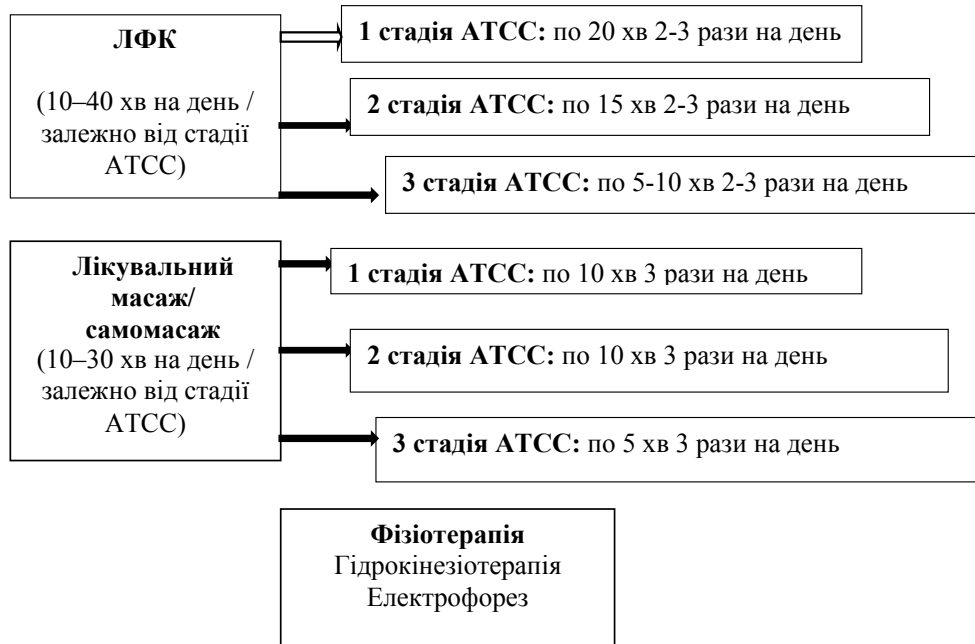 ЛФК
(10–40 хв на день /
залежно від стадії
АТСС)
1 стадія АТСС: по 20 хв 2-3 рази на день
2 стадія АТСС: по 15 хв 2-3 рази на день
3 стадія АТСС: по 5-10 хв 2-3 рази на день
Лікувальний
масаж/
самомасаж
(10–30 хв на день /
залежно від стадії
АТСС)
1 стадія АТСС: по 10 хв 3 рази на день
2 стадія АТСС: по 10 хв 3 рази на день
3 стадія АТСС: по 5 хв 3 рази на день
Фізіотерапія
Гідрокінезіотерапія
Електрофорез